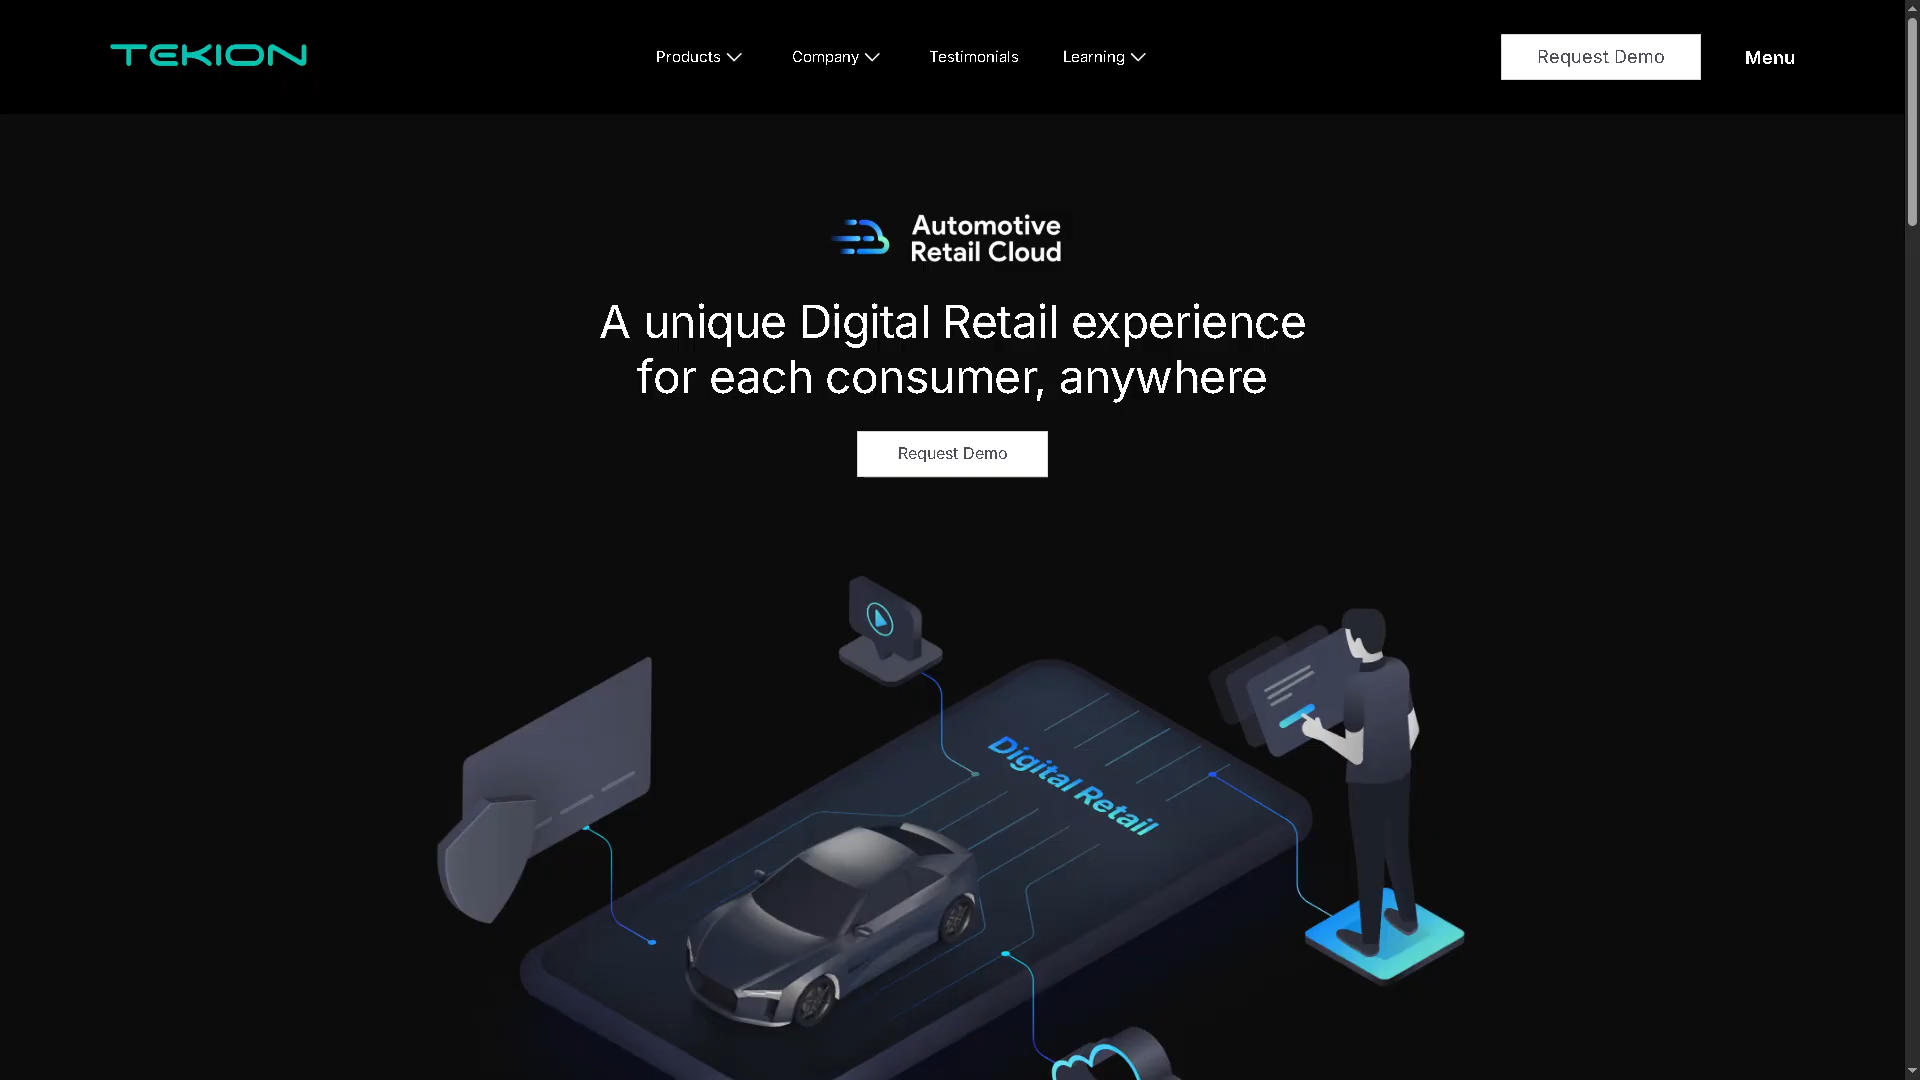 TEKION
Products
Company
Testimonials
Learning
Request Demo
Menu
Automotive
Retail Cloud
A unique Digital Retail experience
for each consumer, anywhere
Request Demo
Digital Retail